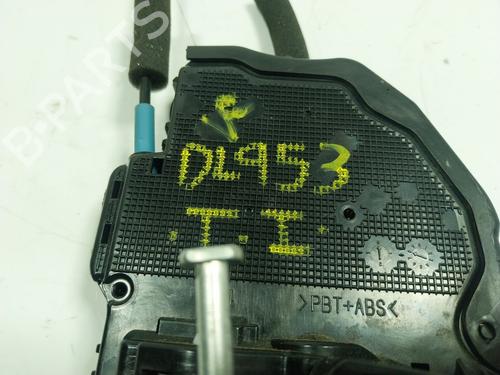 B-PARTS
DL953
T.I.
>PBT+ABS<